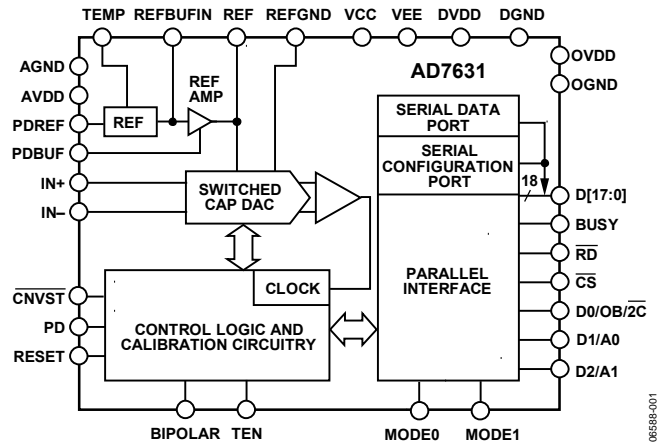 TEMP REFBUFIN REF REFGND VCC VEE DVDD DGND
AGND
AVDD
PDREF
PDBUF
IN+
IN–
CNVST
PD
RESET
REF
REF
AMP
SWITCHED
CAP DAC
CLOCK
CONTROL LOGIC AND
CALIBRATION CIRCUITRY
AD7631
SERIAL DATA
PORT
SERIAL
CONFIGURATION
PORT
18
PARALLEL
INTERFACE
OVDD
OGND
D[17:0]
BUSY
RD
CS
D0/OB/2C
D1/A0
D2/A1
BIPOLAR TEN MODE0 MODE1
06588-001